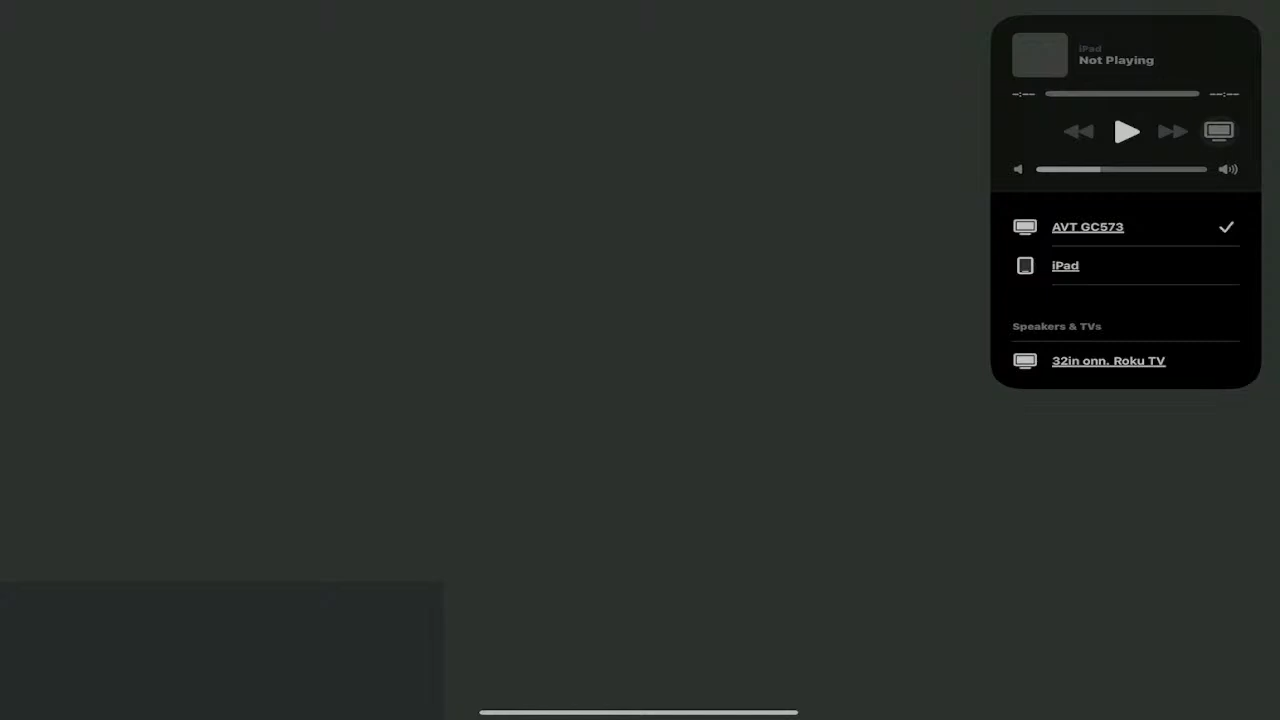 iPad
Not Playing
-:-- --:--
AVT GC573
iPad
Speakers & TVs
32in onn. Roku TV